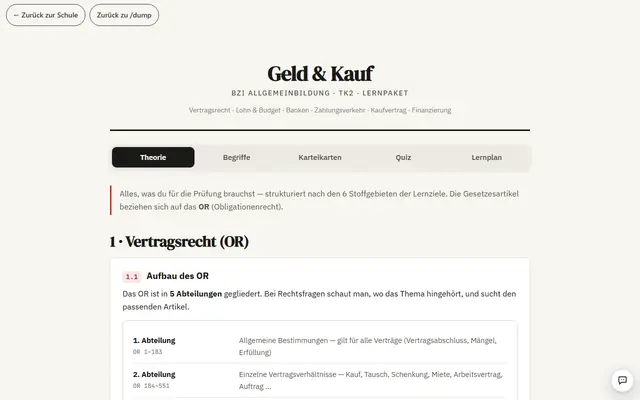 ← Zurück zur Schule
Zurück zu /dump
Geld & Kauf
BZI ALLGEMEINBILDUNG · TK2 · LERNPAKET
Vertragsrecht · Lohn & Budget · Banken · Zahlungsverkehr · Kaufvertrag · Finanzierung
Theorie
Begriffe
Karteikarten
Quiz
Lernplan
Alles, was du für die Prüfung brauchst — strukturiert nach den 6 Stoffgebieten der Lernziele. Die Gesetzesartikel
beziehen sich auf das OR (Obligationenrecht).
1 · Vertragsrecht (OR)
1.1 Aufbau des OR
Das OR ist in 5 Abteilungen gegliedert. Bei Rechtsfragen schaut man, wo das Thema hingehört, und sucht den
passenden Artikel.
1. Abteilung
OR 1–183
Allgemeine Bestimmungen — gilt für alle Verträge (Vertragsabschluss, Mängel,
Erfüllung)
2. Abteilung
OR 184–551
Einzelne Vertragsverhältnisse — Kauf, Tausch, Schenkung, Miete, Arbeitsvertrag,
Auftrag ...